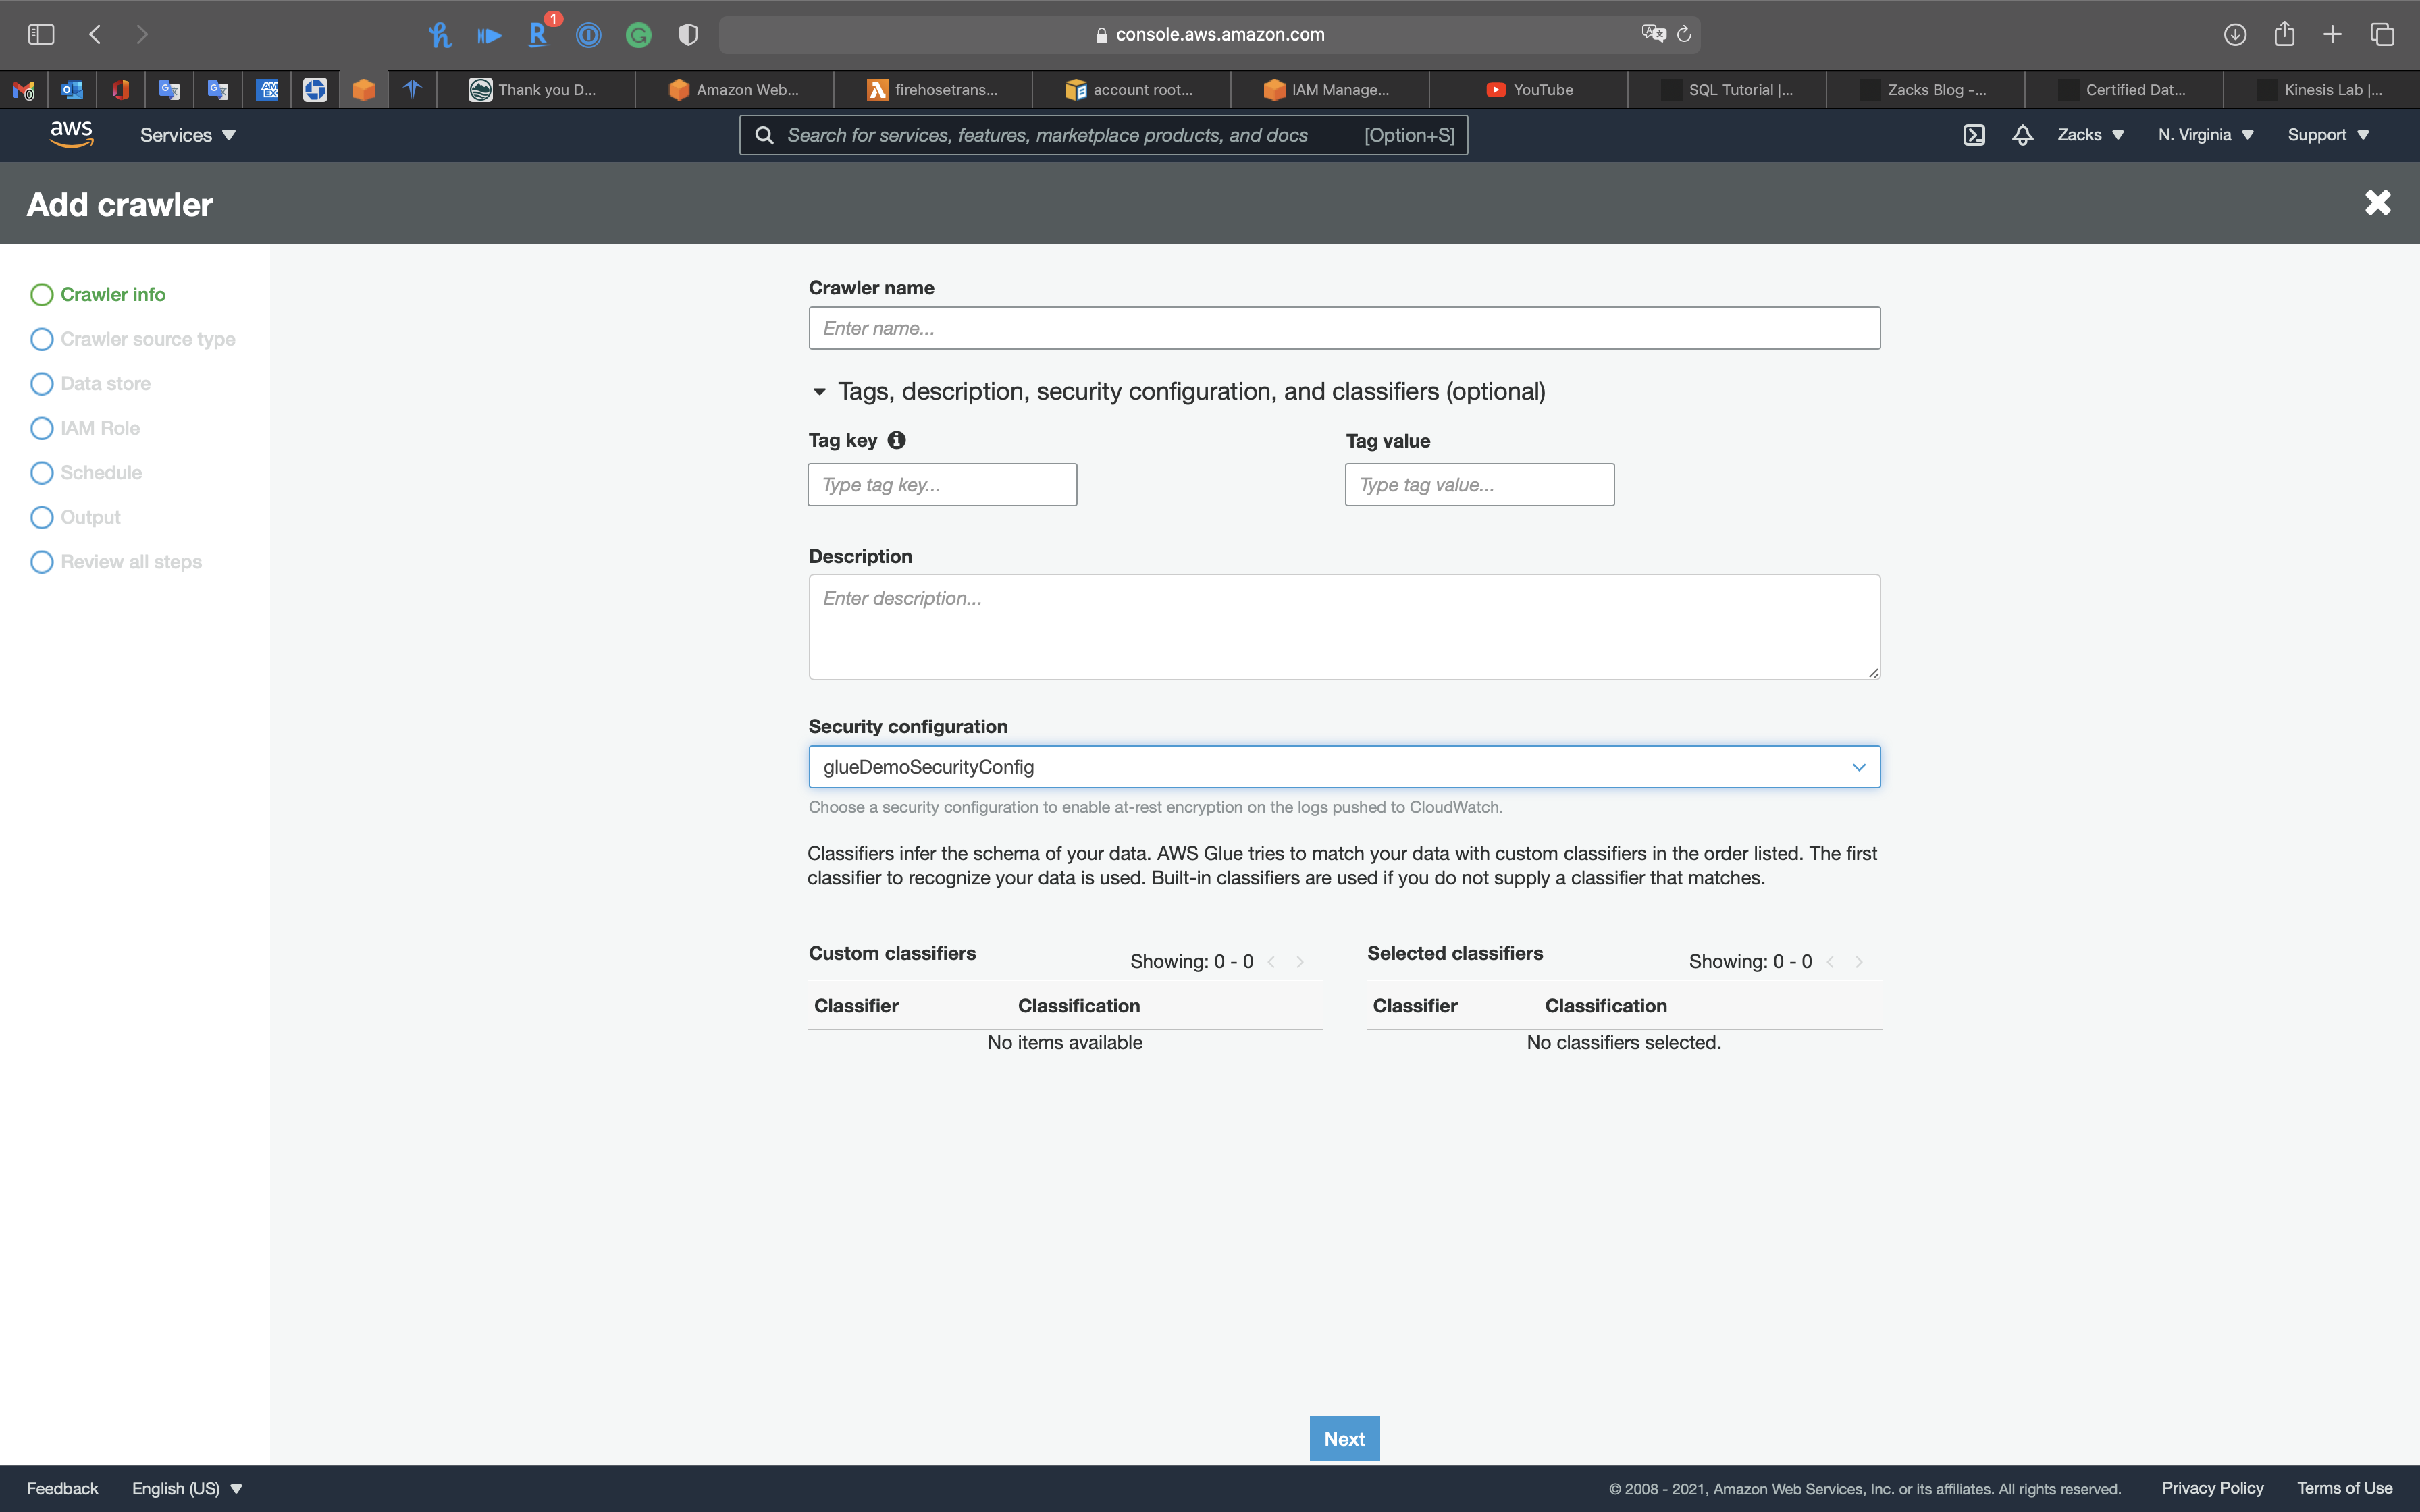 1
console.aws.amazon.com
Thank you D...
Amazon Web...
firehosetrans...
account root...
IAM Manage...
YouTube
SQL Tutorial |...
Zacks Blog -...
Certified Dat...
Kinesis Lab |...
aws
Services
Search for services, features, marketplace products, and docs
[Option+S]
Zacks
N. Virginia
Support
Add crawler
Crawler info
Crawler source type
Data store
IAM Role
Schedule
Output
Review all steps
Crawler name
Enter name...
Tags, description, security configuration, and classifiers (optional)
Tag key
Tag value
Type tag key...
Type tag value...
Description
Enter description...
Security configuration
glueDemoSecurityConfig
Choose a security configuration to enable at-rest encryption on the logs pushed to CloudWatch.
Classifiers infer the schema of your data. AWS Glue tries to match your data with custom classifiers in the order listed. The first
classifier to recognize your data is used. Built-in classifiers are used if you do not supply a classifier that matches.
Custom classifiers
Showing: 0 - 0
Classifier
Classification
No items available
Selected classifiers
Showing: 0 - 0
Classifier
Classification
No classifiers selected.
Next
Feedback
English (US)
© 2008 - 2021, Amazon Web Services, Inc. or its affiliates. All rights reserved.
Privacy Policy
Terms of Use